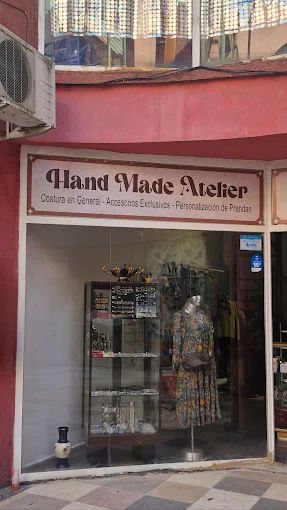 Hand Made Atelier
Costura en General - Accesorios Exclusivos - Personalización de Prendas